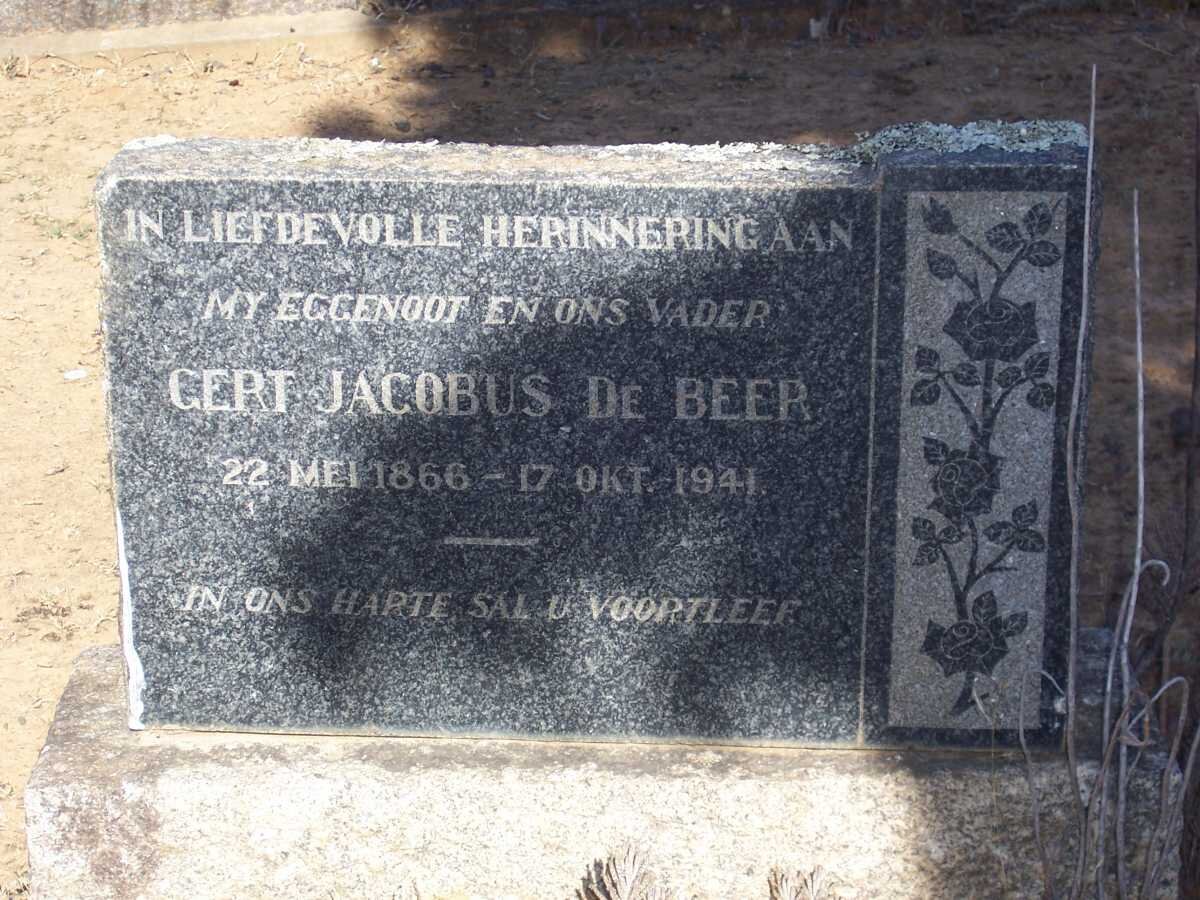 IN LIEFDEVOLLE HERINNERING AAN
MY EGGENOOT EN ONS VADER
GERT JACOBUS DE BEER
22 MEI 1866 – 17 OKT. 1941.
IN ONS HARTE SAL U VOORTLEEF